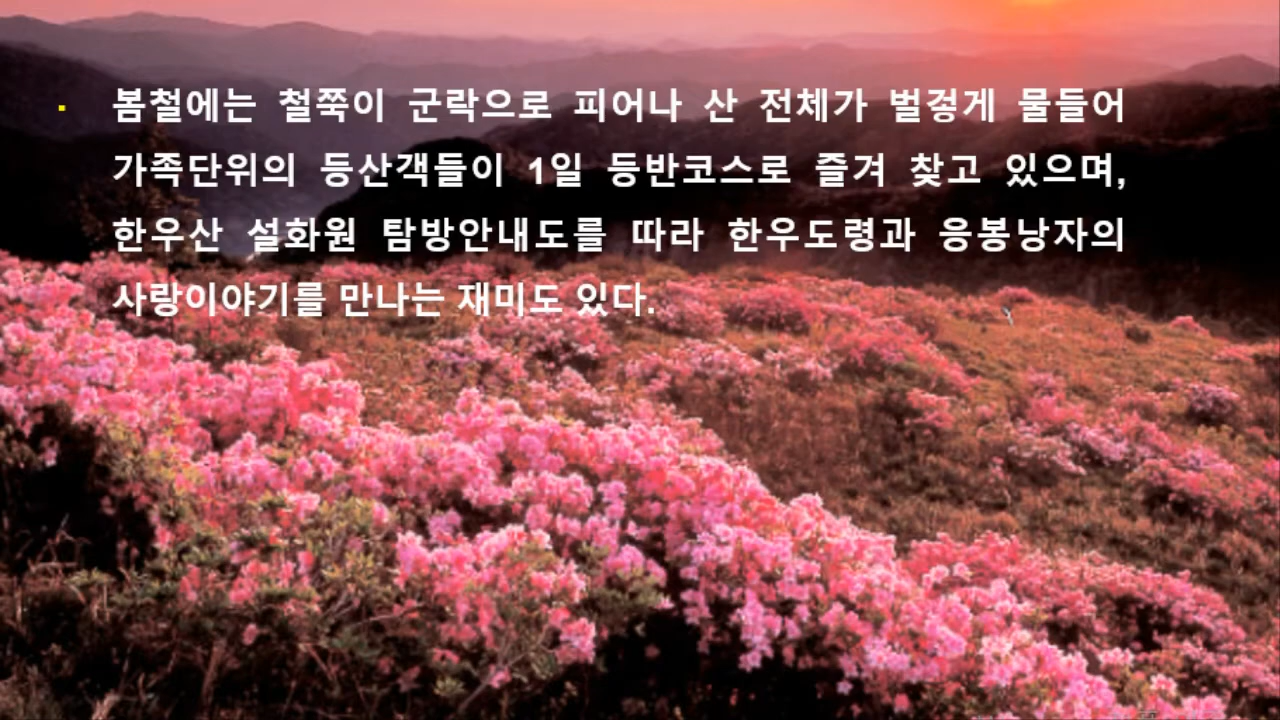 봄철에는 철쭉이 군락으로 피어나 산 전체가 벌겋게 물들어
가족단위의 등산객들이 1일 등반코스로 즐겨 찾고 있으며,
한우산 설화원 탐방안내도를 따라 한우도령과 응봉낭자의
사랑이야기를 만나는 재미도 있다.